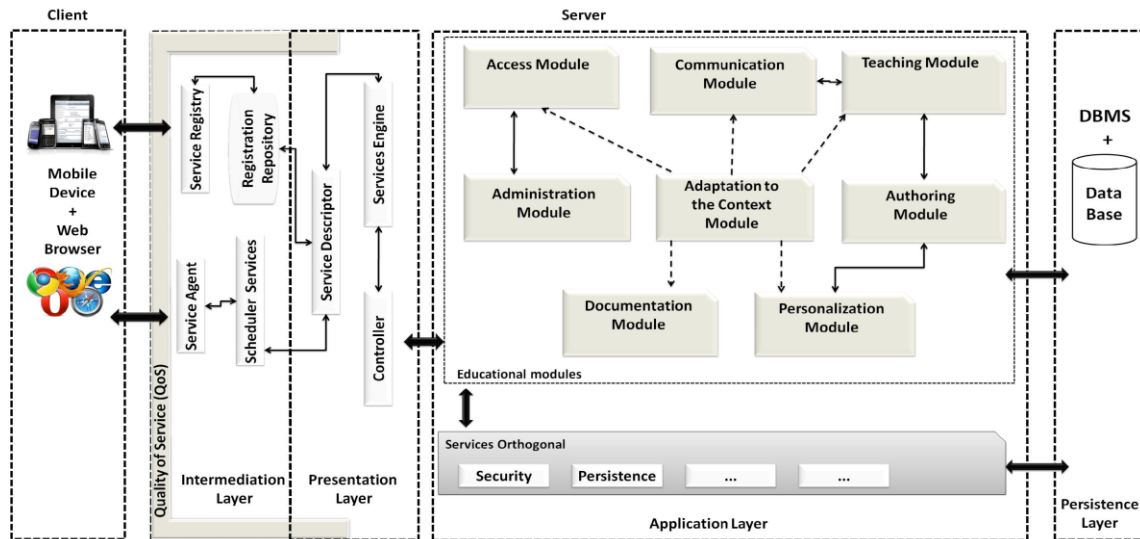 Client
Server
Mobile
Device
+
Web
Browser
Quality of Service (QoS)
Service Registry
Registration
Repository
Service Agent
Scheduler Services
Intermediation
Layer
Service Descriptor
Services Engine
Controller
Presentation
Layer
Access Module
Communication
Module
Teaching Module
Administration
Module
Adaptation to
the Context
Module
Authoring
Module
Documentation
Module
Personalization
Module
Educational modules
Services Orthogonal
Security
Persistence
...
...
Application Layer
DBMS
+
Data
Base
Persistence
Layer